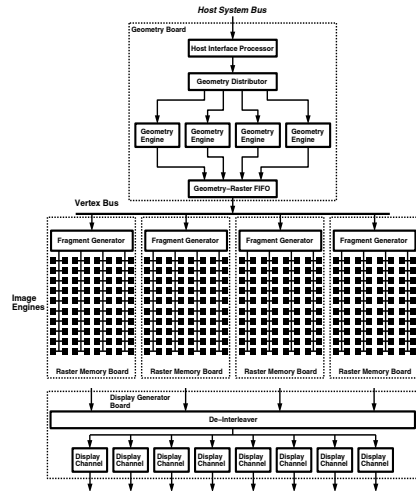 Host System Bus
Geometry Board
Host Interface Processor
Geometry Distributor
Geometry Engine
Geometry Engine
Geometry Engine
Geometry Engine
Geometry–Raster FIFO
Vertex Bus
Fragment Generator
Fragment Generator
Fragment Generator
Fragment Generator
Image
Engines
Raster Memory Board
Raster Memory Board
Raster Memory Board
Raster Memory Board
Display Generator
Board
De–Interleaver
Display Channel
Display Channel
Display Channel
Display Channel
Display Channel
Display Channel
Display Channel
Display Channel